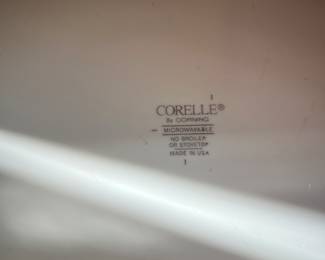 CORELLE®
By CORNING
MICROWAVABLE
NO BROILER
OR STOVETOP
MADE IN USA